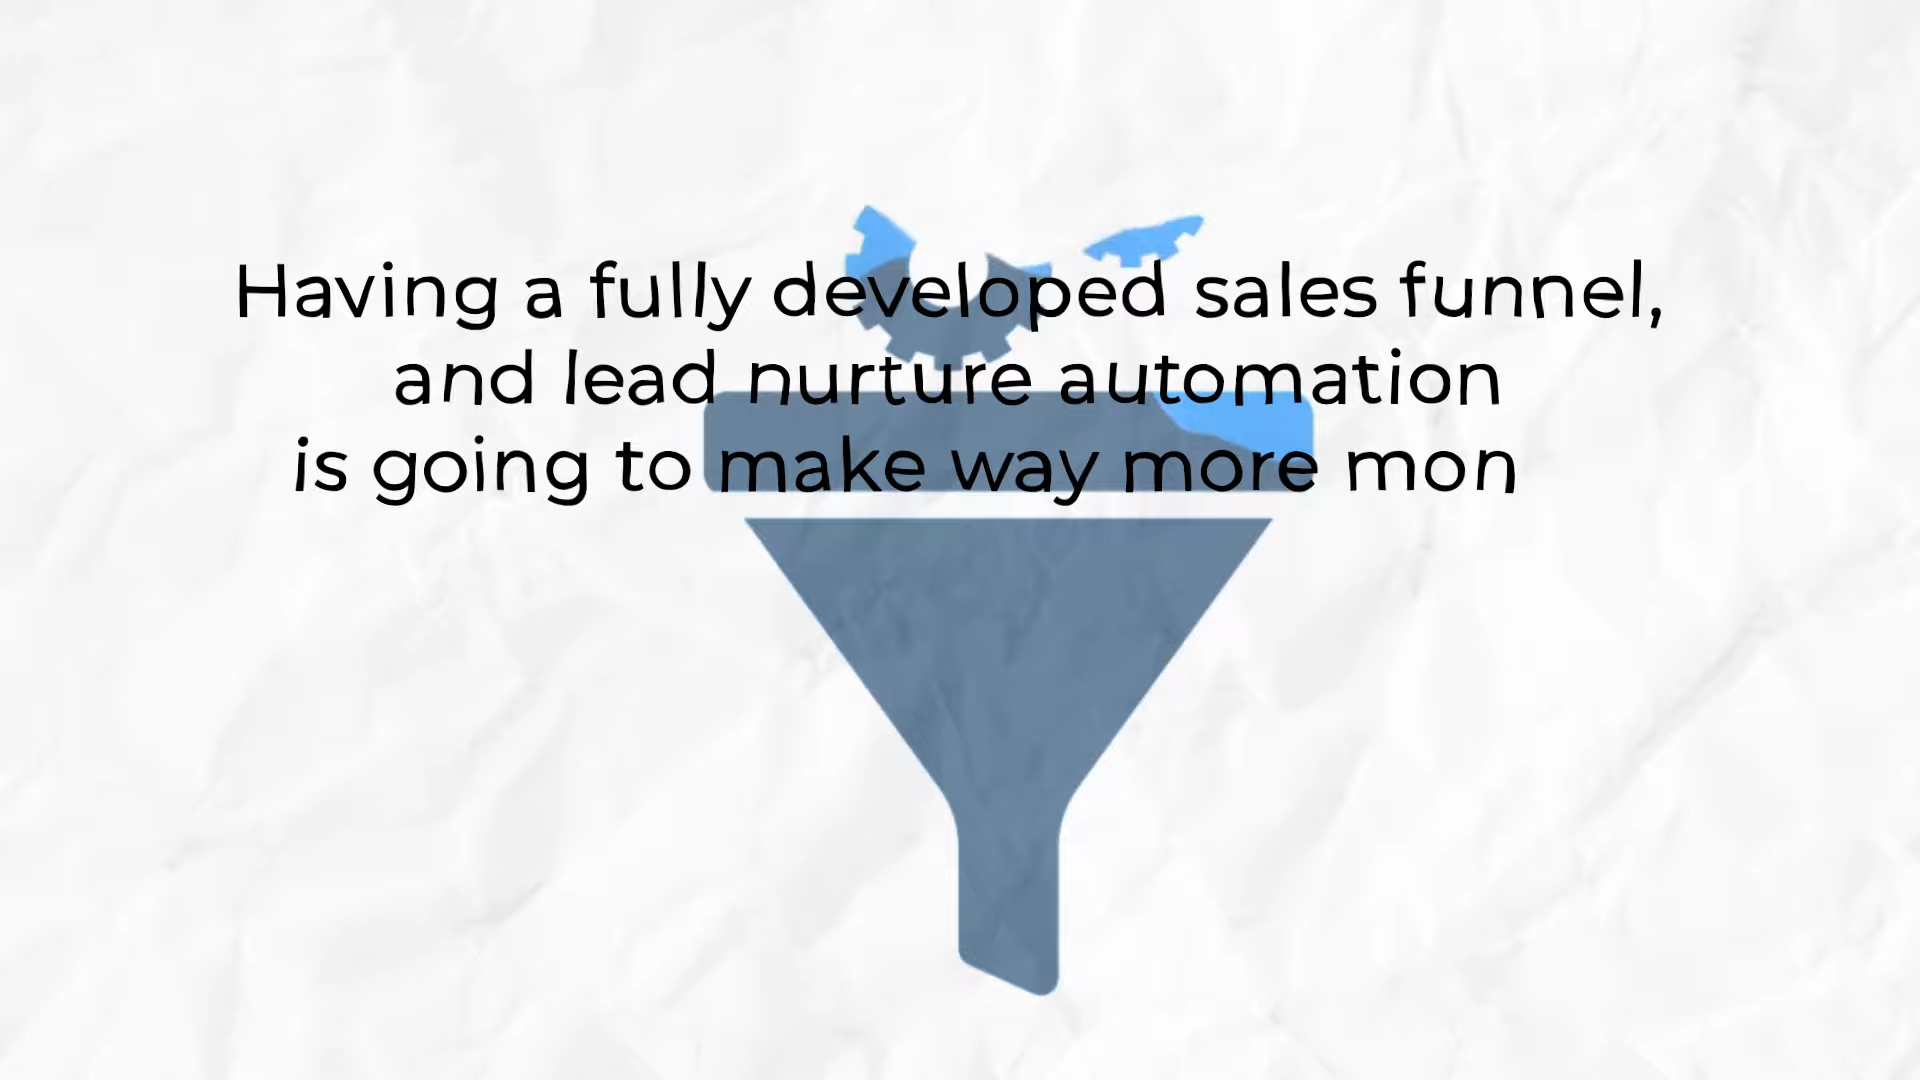 Having a fully developed sales funnel,
and lead nurture automation
is going to make way more mon